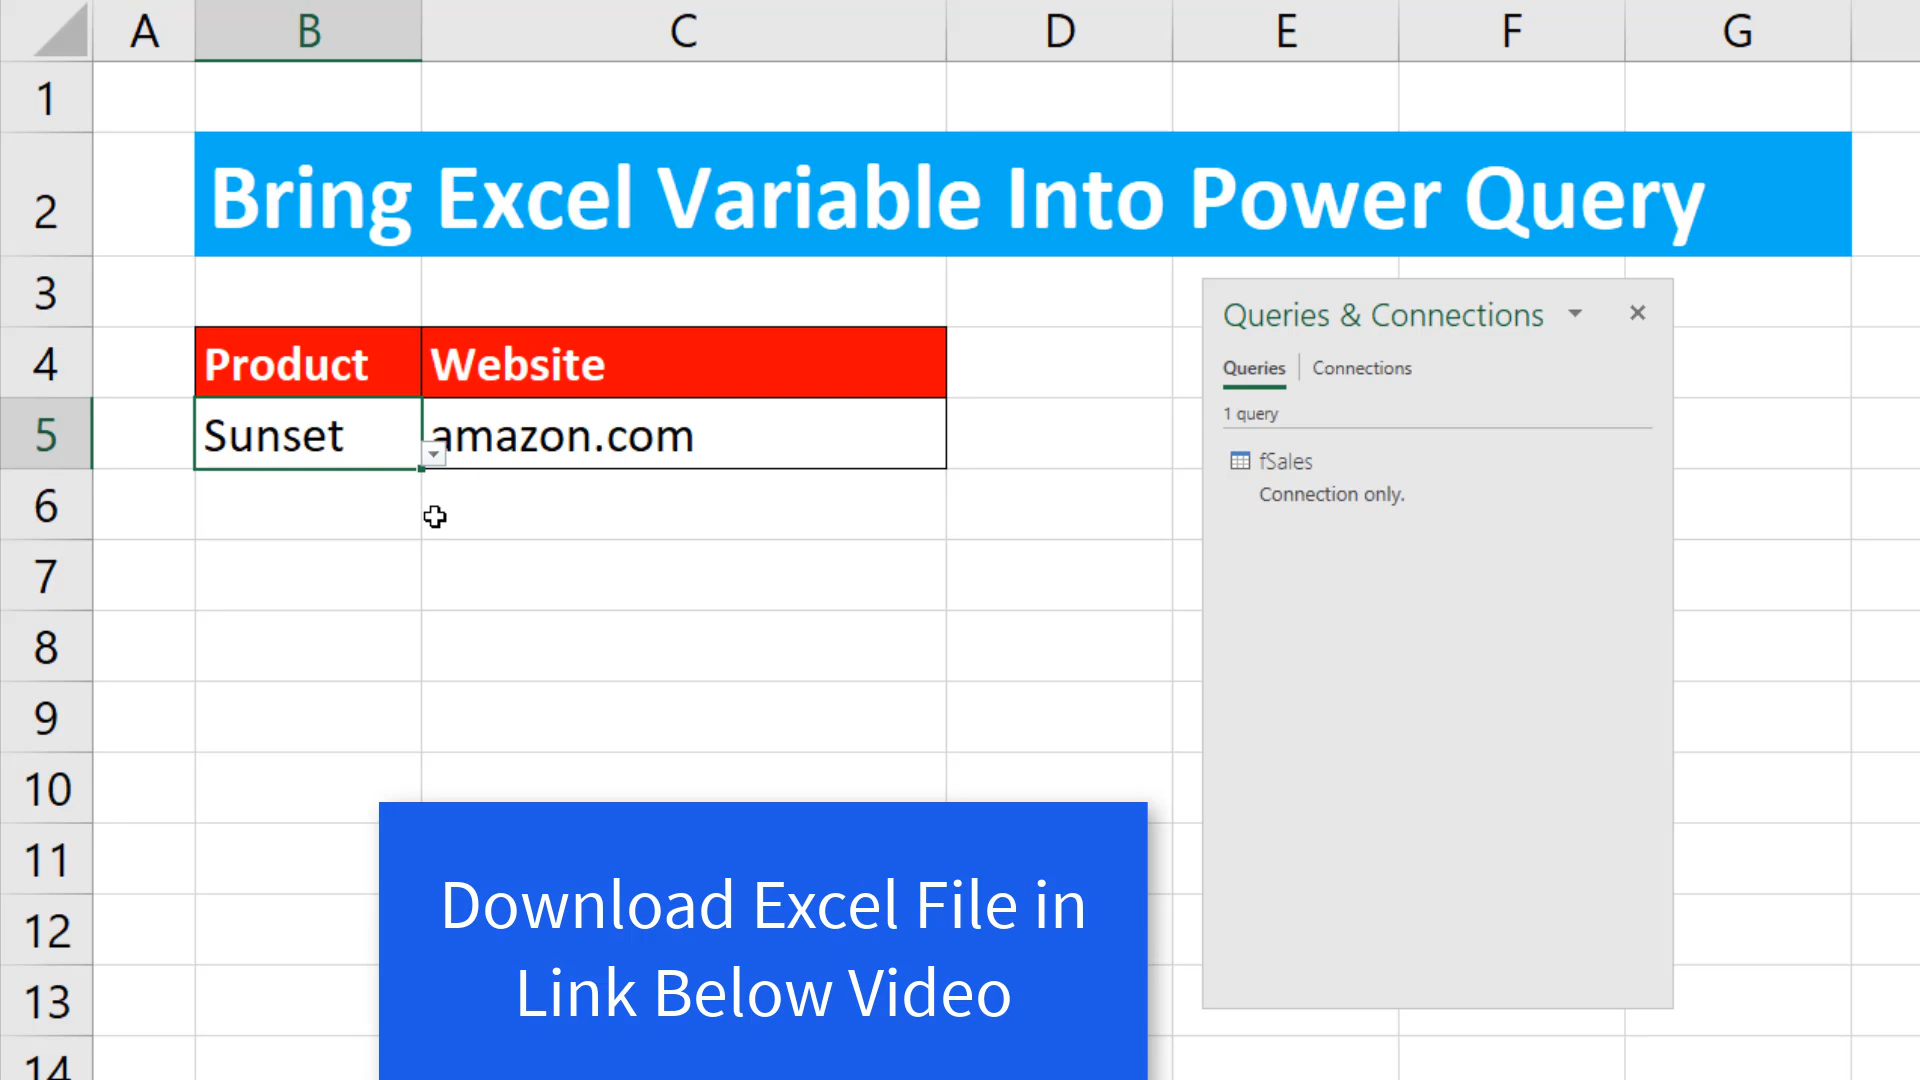 A B C D E F G
1
2 Bring Excel Variable Into Power Query
3
Queries & Connections
Queries Connections
4 Product Website
1 query
5 Sunset amazon.com
fSales
Connection only.
6
7
8
9
10
11
12
13
14
Download Excel File in
Link Below Video